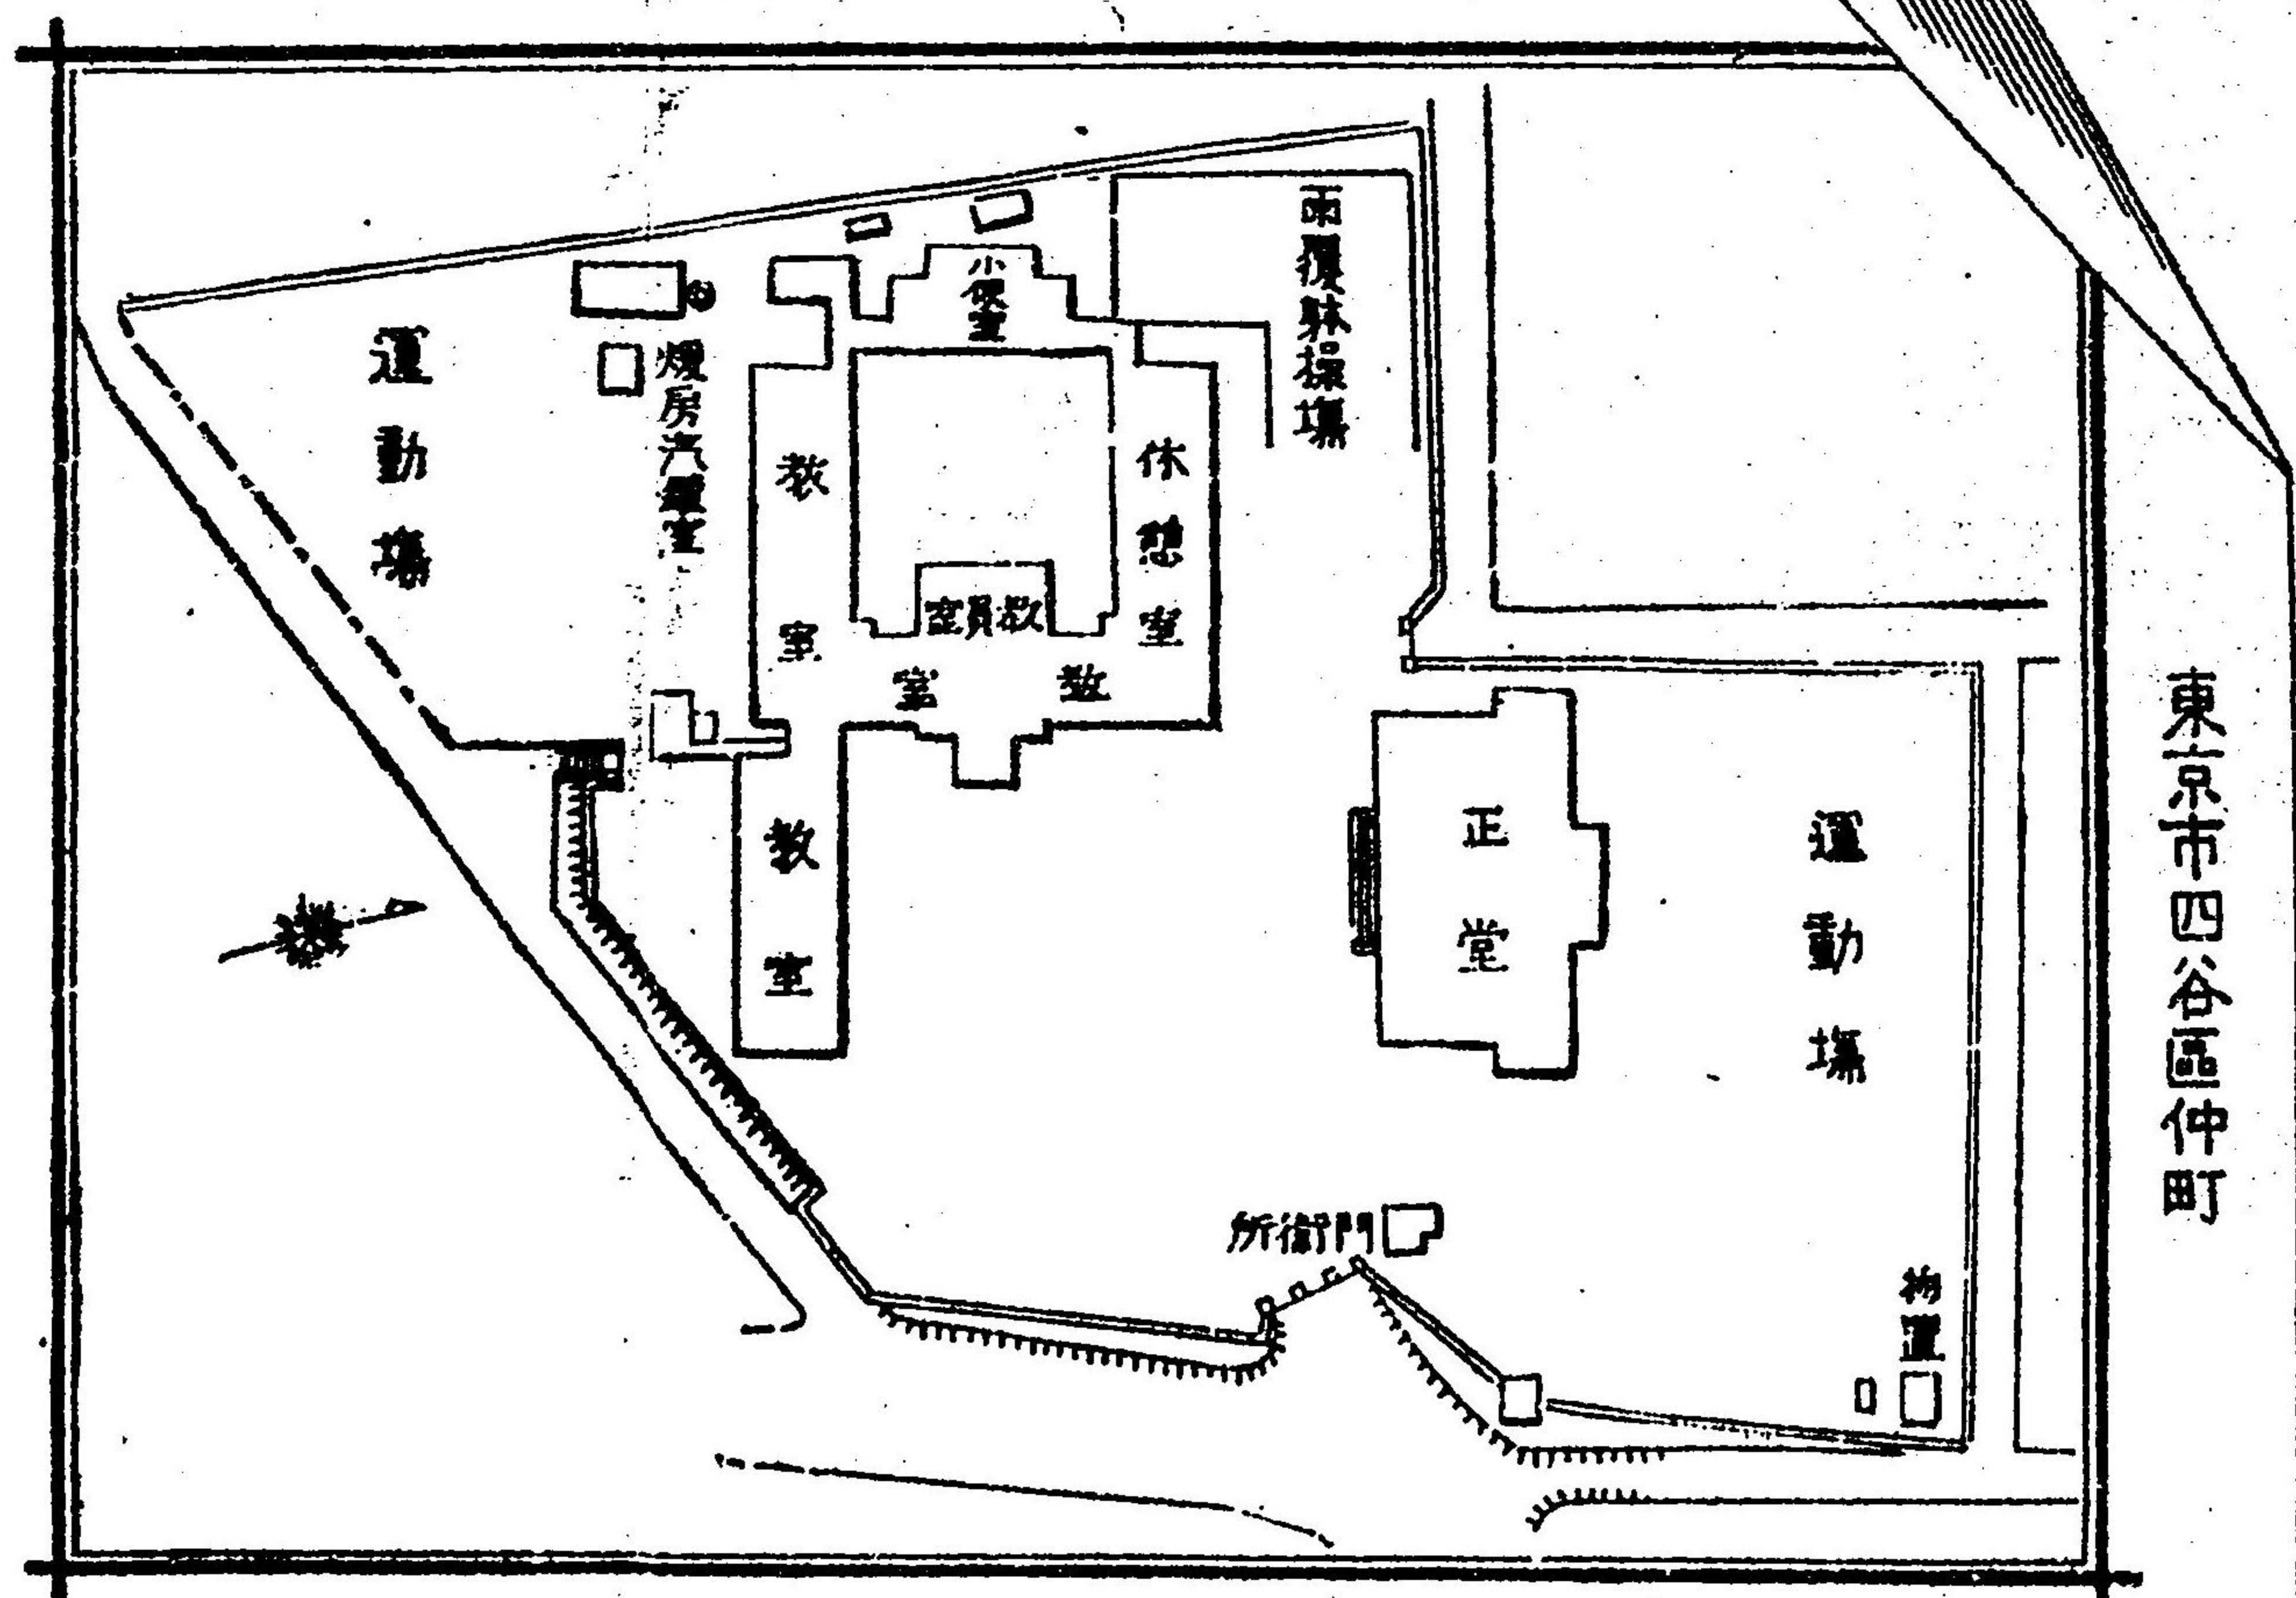 東京市四谷區仲町
雨覆躰操場
小便室
運動場
煖房汽鑵室
教室
休憩室
教員室
教室
教室
正堂
運動場
門衛所
物置